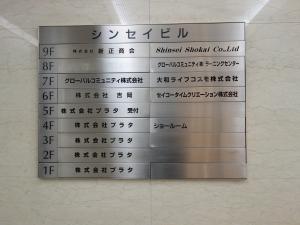 シンセイビル
9F 株式会社 新正商会 Shinsei Shokai Co.,Ltd
8F グローバルコミュニティ㈱ ラーニングセンター
7F グローバルコミュニティ株式会社 大和ライフコスモ株式会社
6F 株式会社 吉岡 セイコータイムクリエーション株式会社
5F 株式会社プラタ 受付
4F 株式会社プラタ ショールーム
3F 株式会社プラタ
2F 株式会社プラタ
1F 株式会社プラタ